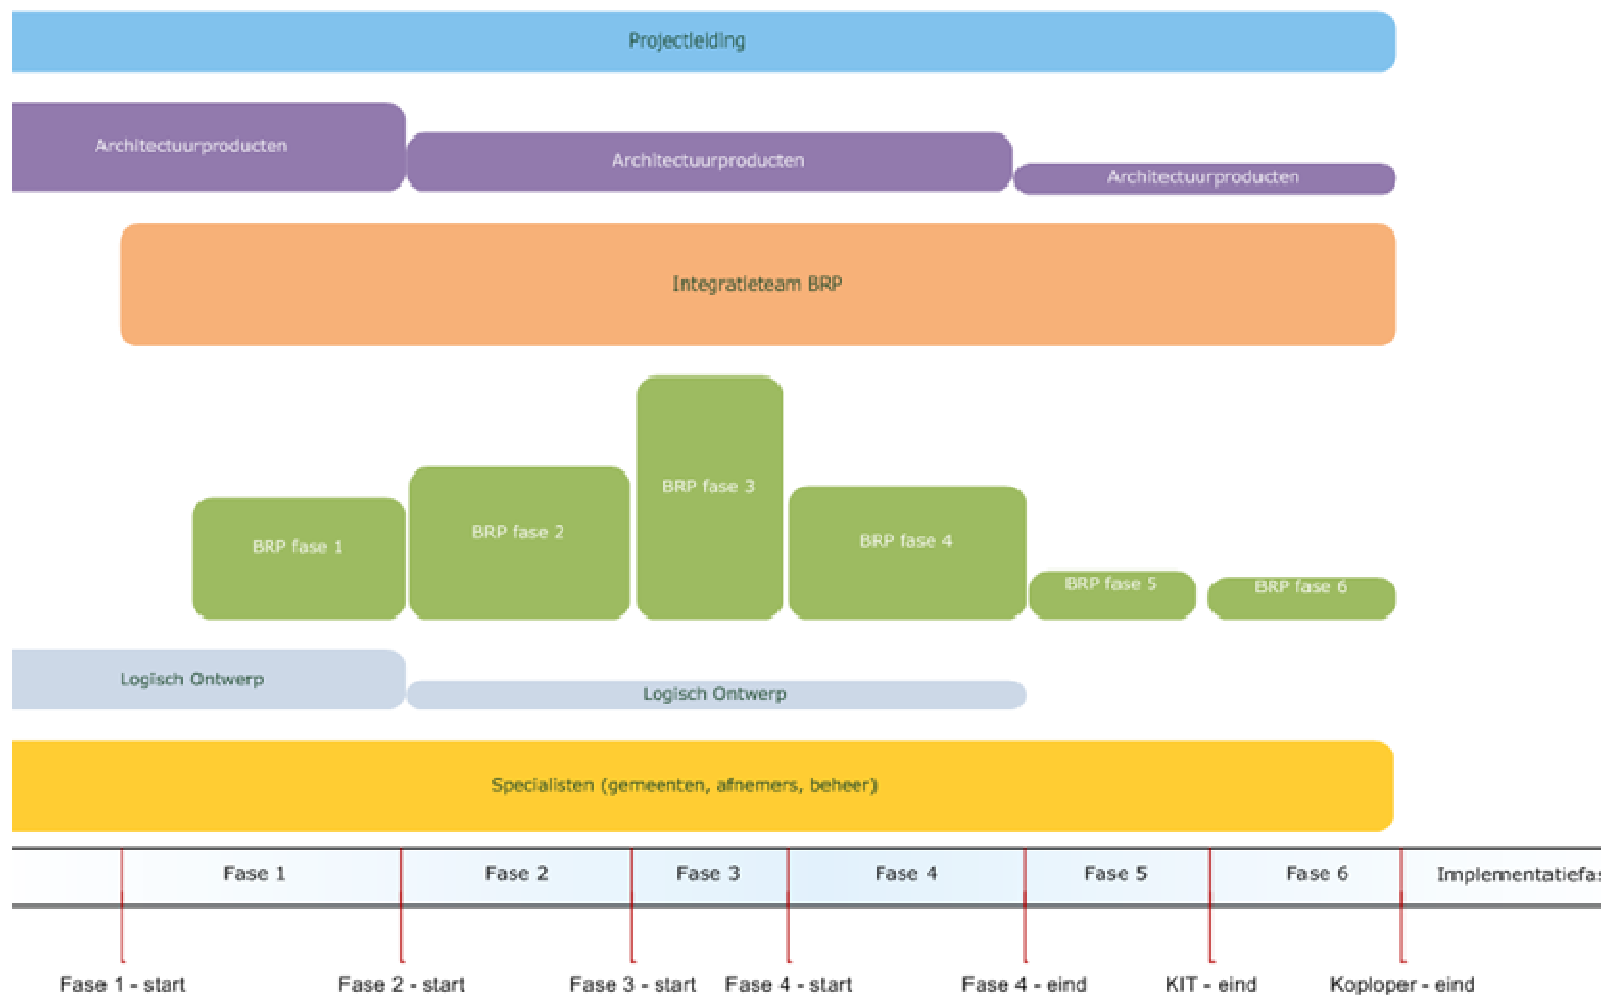 Projectleiding
Architectuurproducten
Architectuurproducten
Architectuurproducten
Integratieteam BRP
BRP fase 3
BRP fase 2
BRP fase 4
BRP fase 1
BRP fase 5
BRP fase 6
Logisch Ontwerp
Logisch Ontwerp
Specialisten (gemeenten, afnemers, beheer)
Fase 1
Fase 2
Fase 3
Fase 4
Fase 5
Fase 6
Implementatiefas
Fase 1 - start
Fase 2 - start
Fase 3 - start
Fase 4 - start
Fase 4 - eind
KIT - eind
Koploper - eind